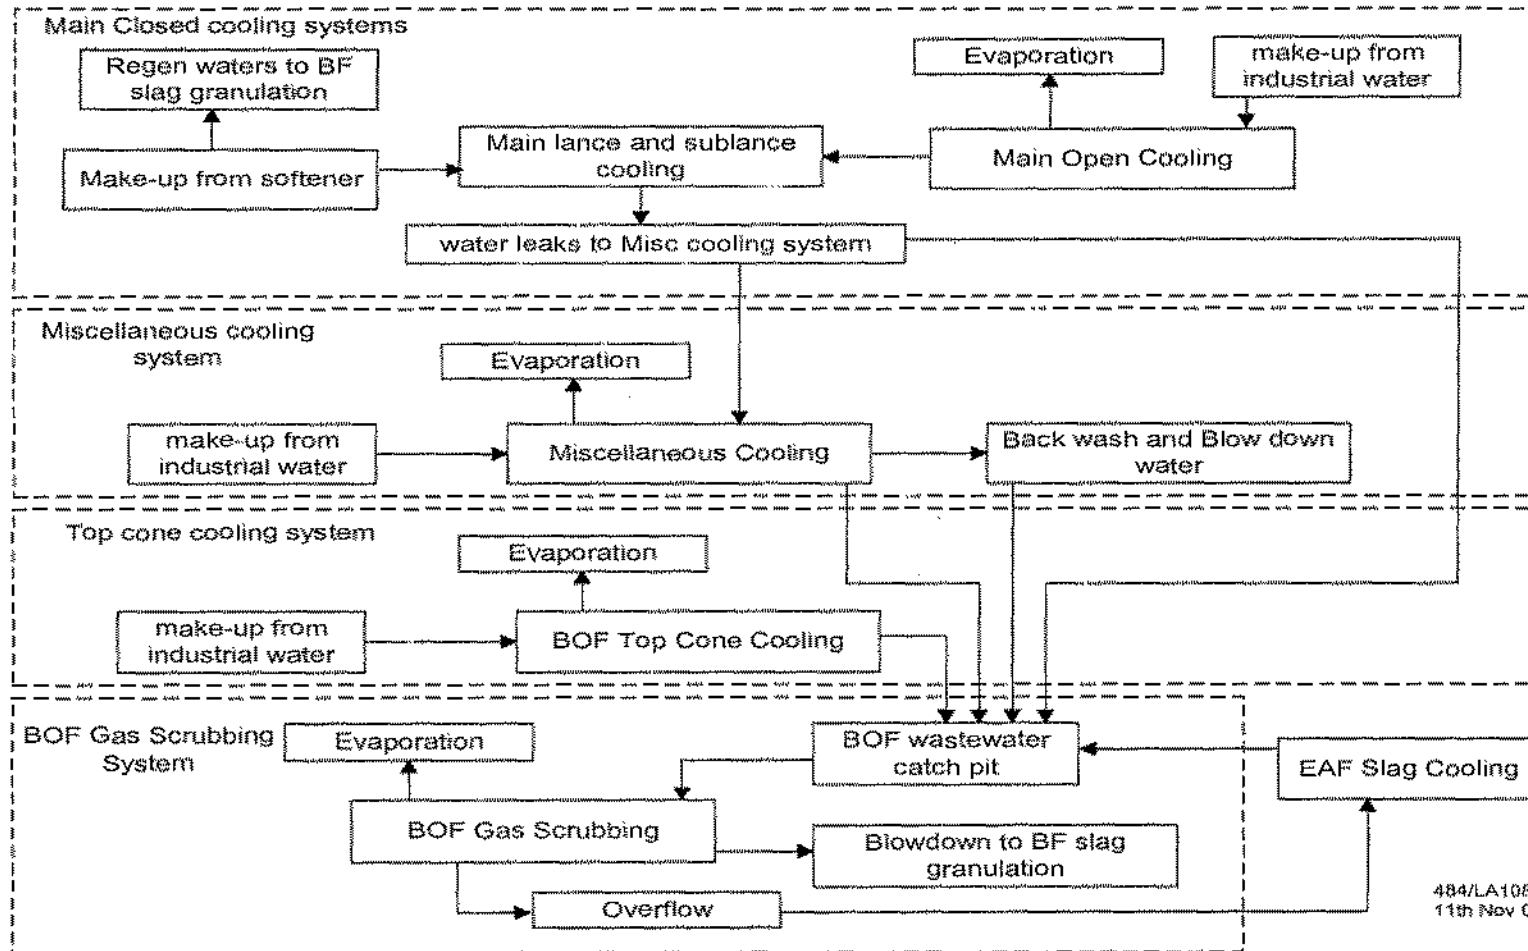 Main Closed cooling systems
Regen waters to BF
slag granulation
Evaporation
make-up from
industrial water
Main lance and sublance
cooling
Main Open Cooling
Make-up from softener
water leaks to Misc cooling system
Miscellaneous cooling
system
Evaporation
make-up from
industrial water
Miscellaneous Cooling
Back wash and Blow down
water
Top cone cooling system
Evaporation
make-up from
industrial water
BOF Top Cone Cooling
BOF Gas Scrubbing
System
Evaporation
BOF wastewater
catch pit
EAF Slag Cooling
BOF Gas Scrubbing
Blowdown to BF slag
granulation
Overflow
484/LA108
11th Nov